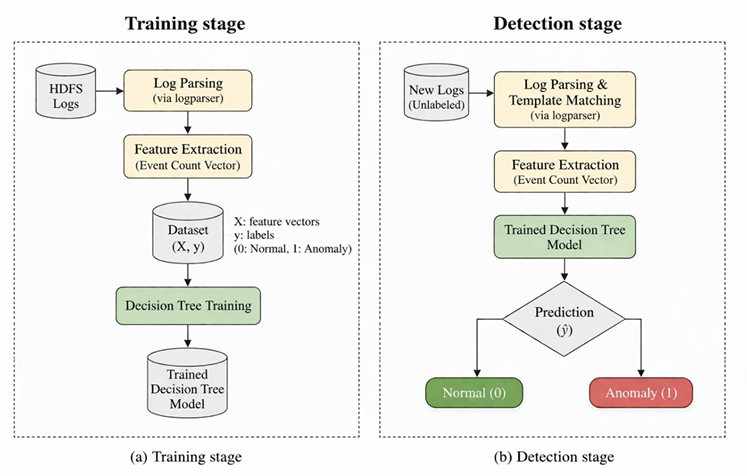 Training stage
HDFS
Logs
Log Parsing
(via logparser)
Feature Extraction
(Event Count Vector)
Dataset
(X, y)
X: feature vectors
y: labels
(0: Normal, 1: Anomaly)
Decision Tree Training
Trained
Decision Tree
Model
(a) Training stage
Detection stage
New Logs
(Unlabeled)
Log Parsing &
Template Matching
(via logparser)
Feature Extraction
(Event Count Vector)
Trained Decision Tree
Model
Prediction
(ŷ)
Normal (0)
Anomaly (1)
(b) Detection stage